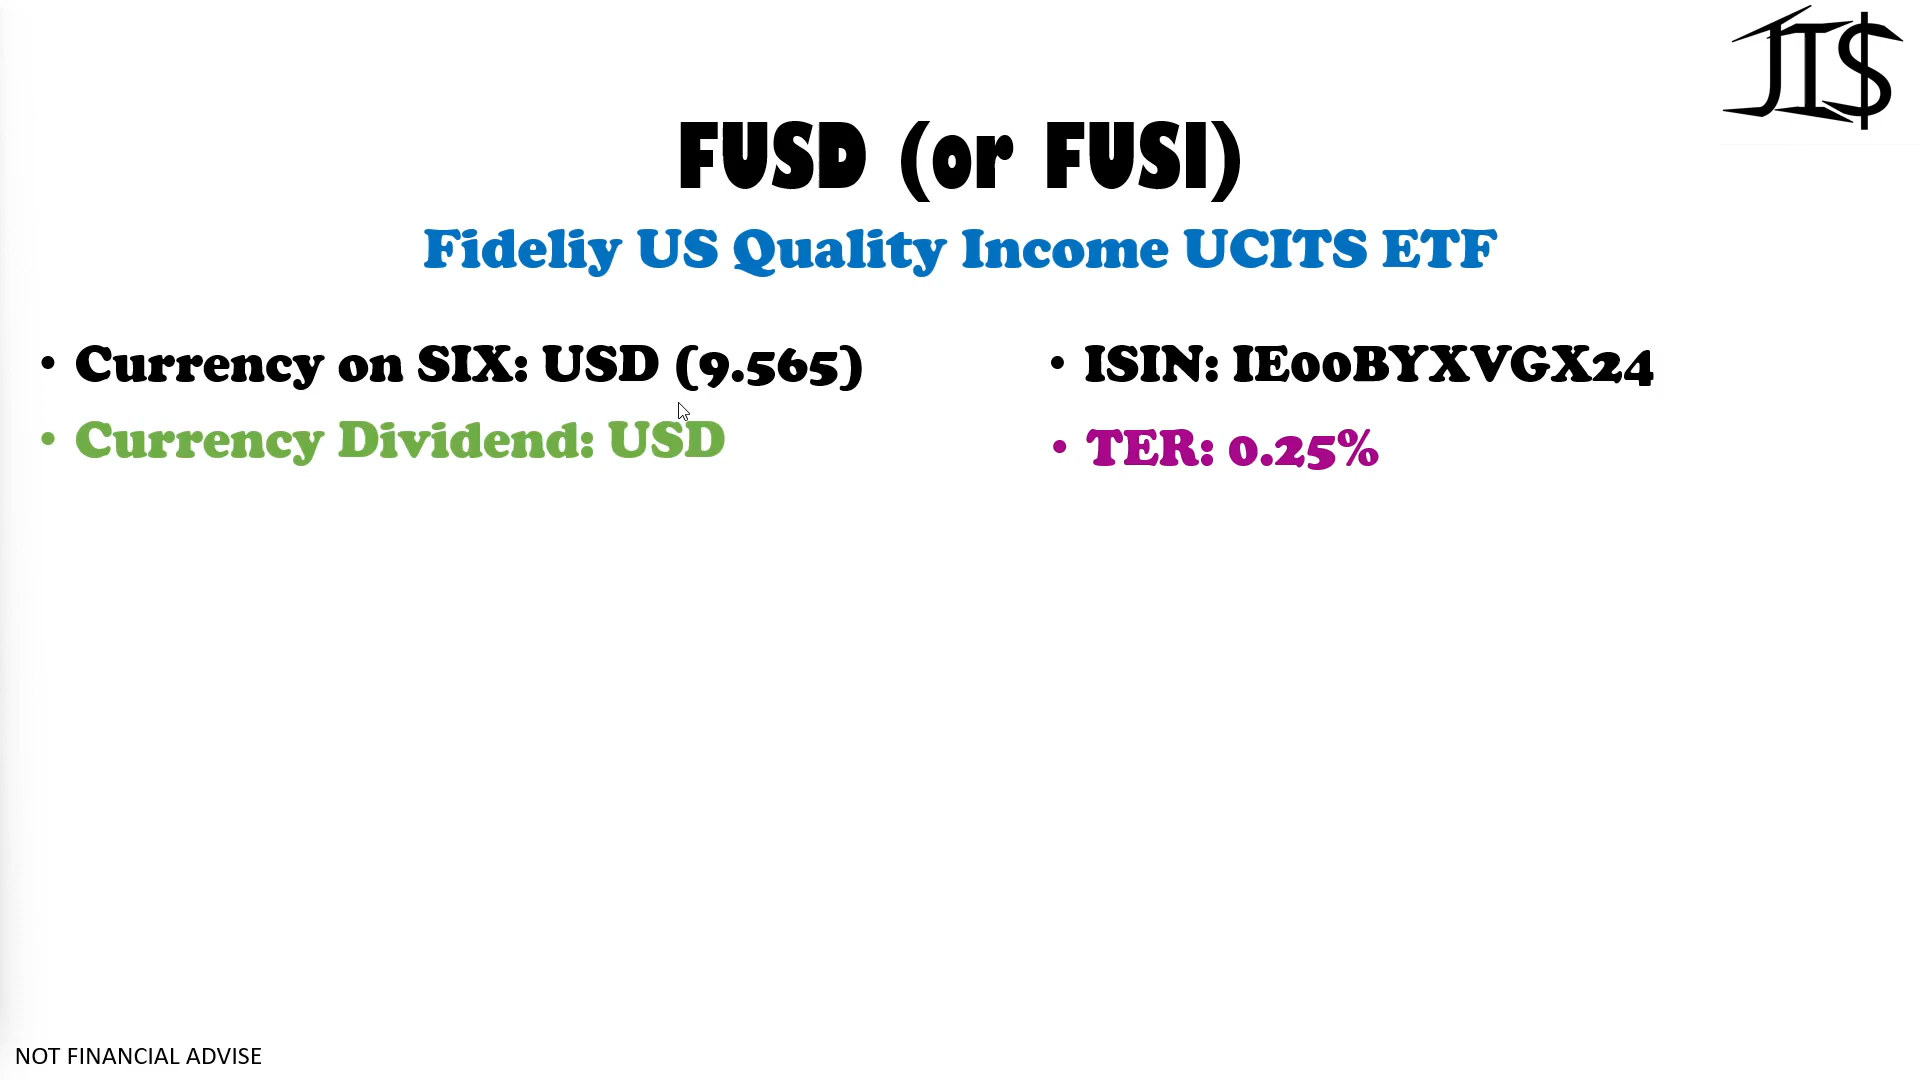 JI$
FUSD (or FUSI)
Fideliy US Quality Income UCITS ETF
• Currency on SIX: USD (9.565)
• Currency Dividend: USD
• ISIN: IE00BYXVGX24
• TER: 0.25%
NOT FINANCIAL ADVISE